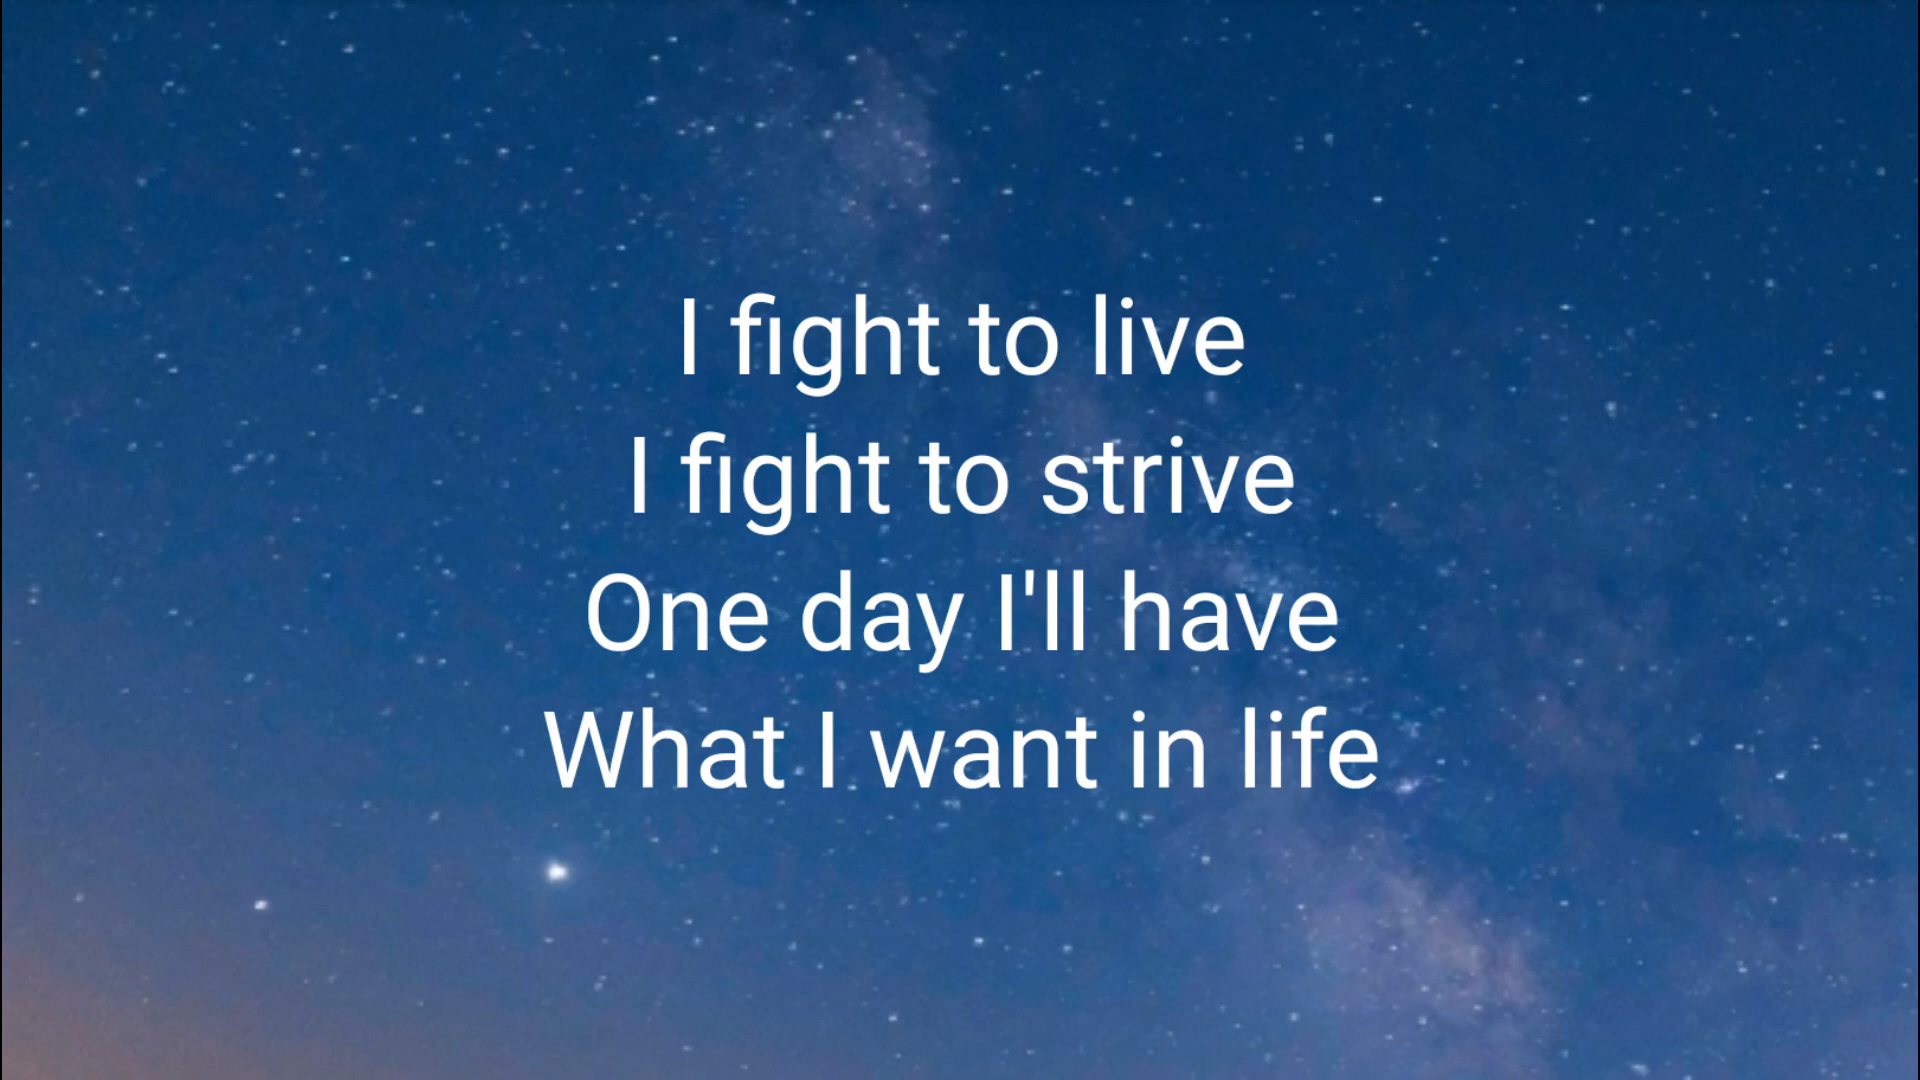 I fight to live
I fight to strive
One day I'll have
What I want in life